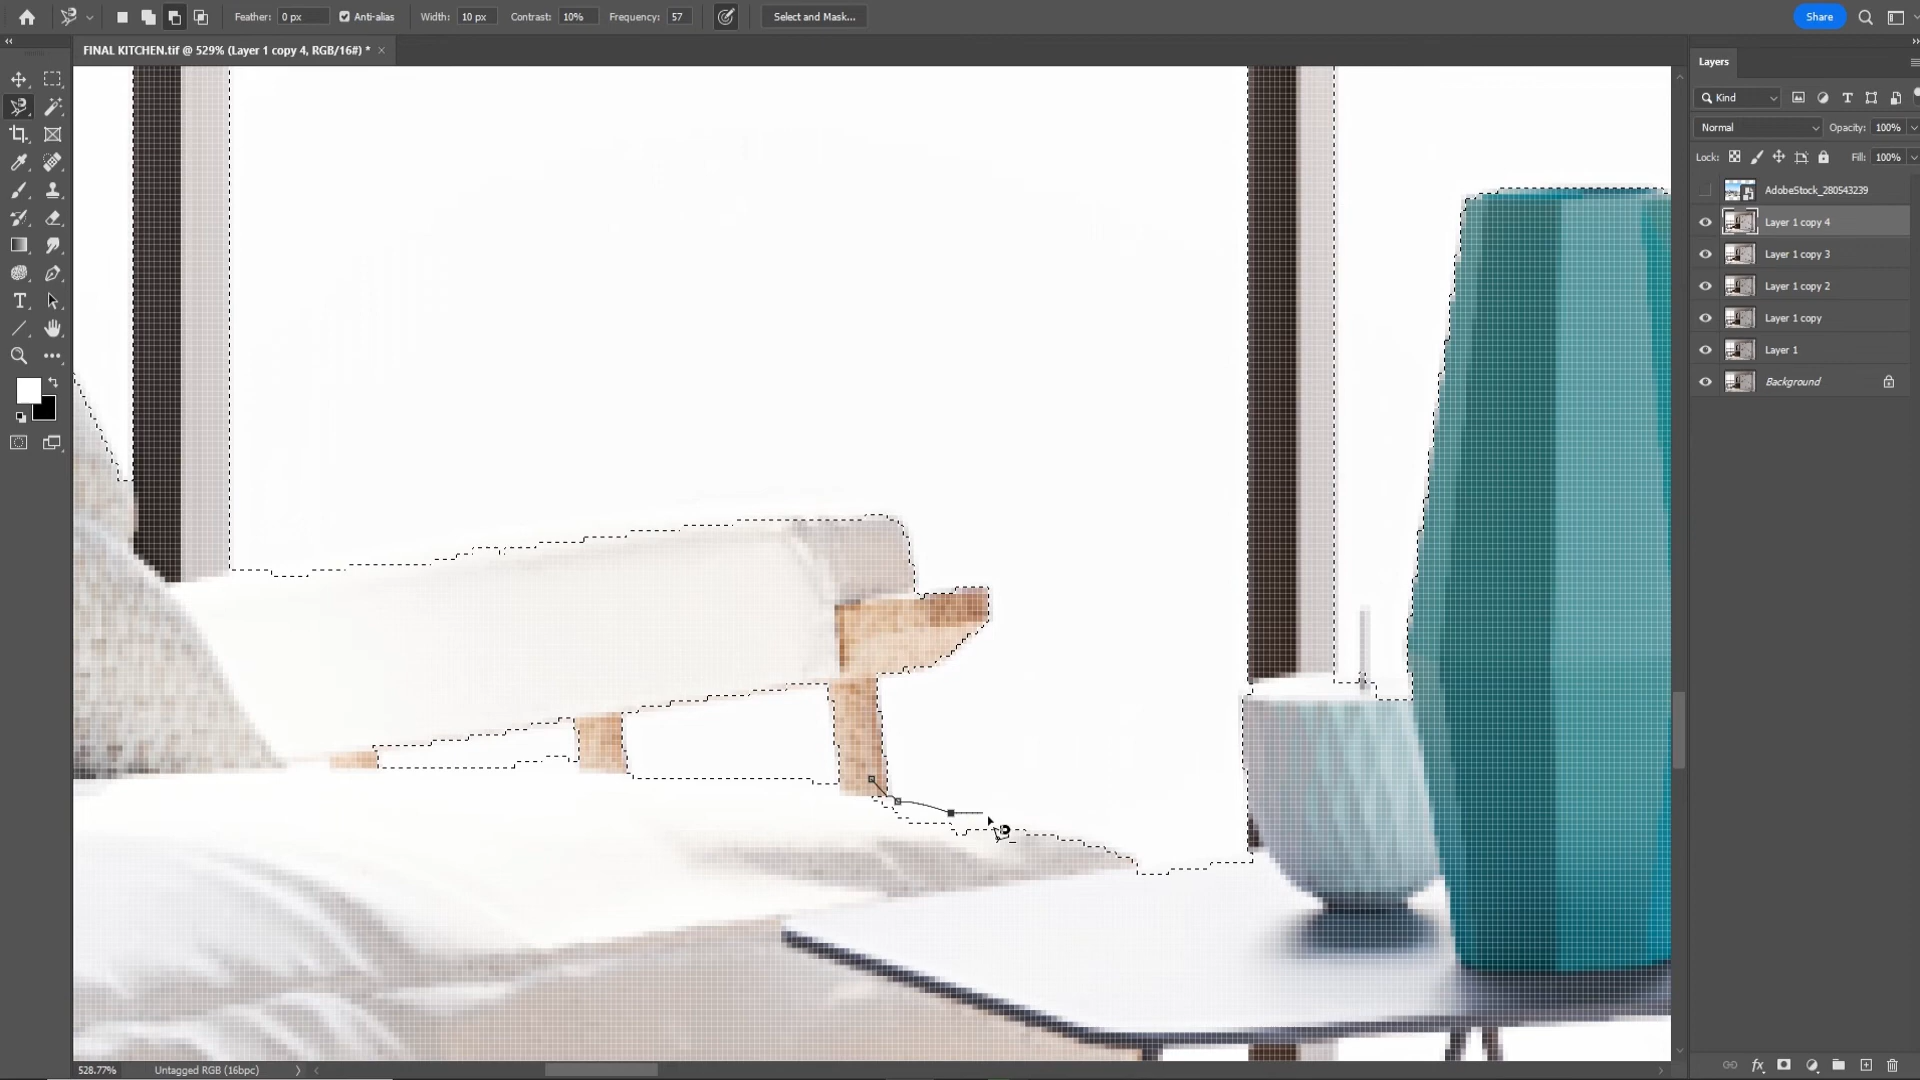 Feather: 0 px Anti-alias Width: 10 px Contrast: 10% Frequency: 57 Select and Mask... Share
FINAL KITCHEN.tif @ 529% (Layer 1 copy 4, RGB/16#) * ×
Layers
Kind
Normal Opacity: 100%
Lock: Fill: 100%
AdobeStock_280543239
Layer 1 copy 4
Layer 1 copy 3
Layer 1 copy 2
Layer 1 copy
Layer 1
Background
528.77% Untagged RGB (16bpc)